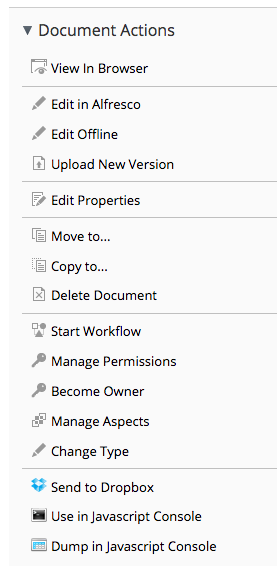 Document Actions
View In Browser
Edit in Alfresco
Edit Offline
Upload New Version
Edit Properties
Move to...
Copy to...
Delete Document
Start Workflow
Manage Permissions
Become Owner
Manage Aspects
Change Type
Send to Dropbox
Use in Javascript Console
Dump in Javascript Console